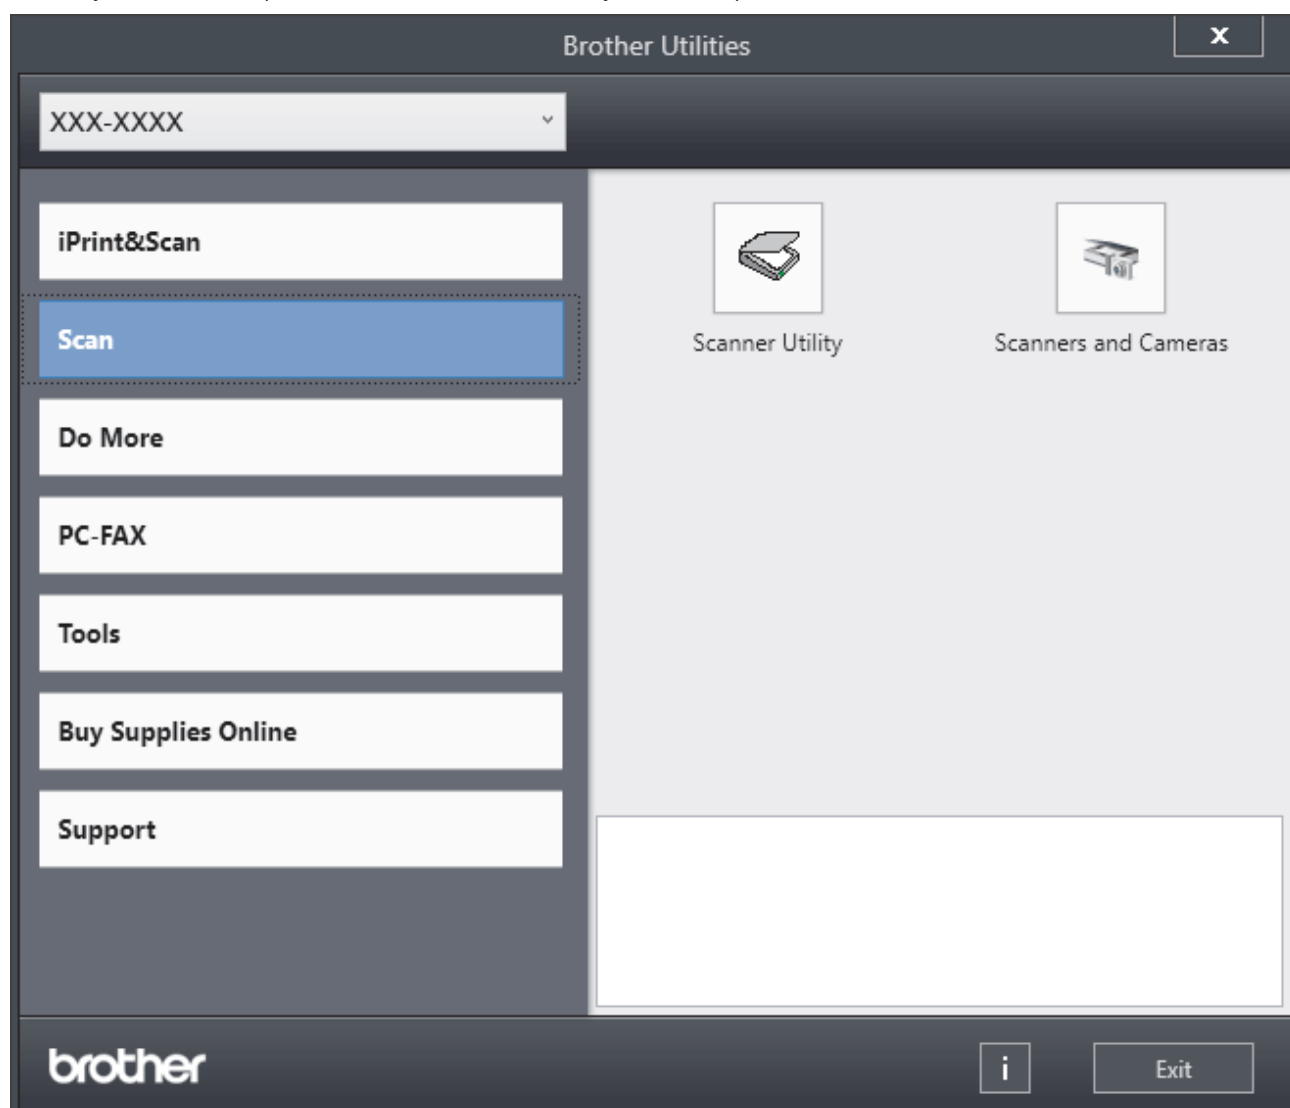 Brother Utilities
x
XXX-XXXX
iPrint&Scan
Scan
Do More
PC-FAX
Tools
Buy Supplies Online
Support
Scanner Utility
Scanners and Cameras
brother
i
Exit